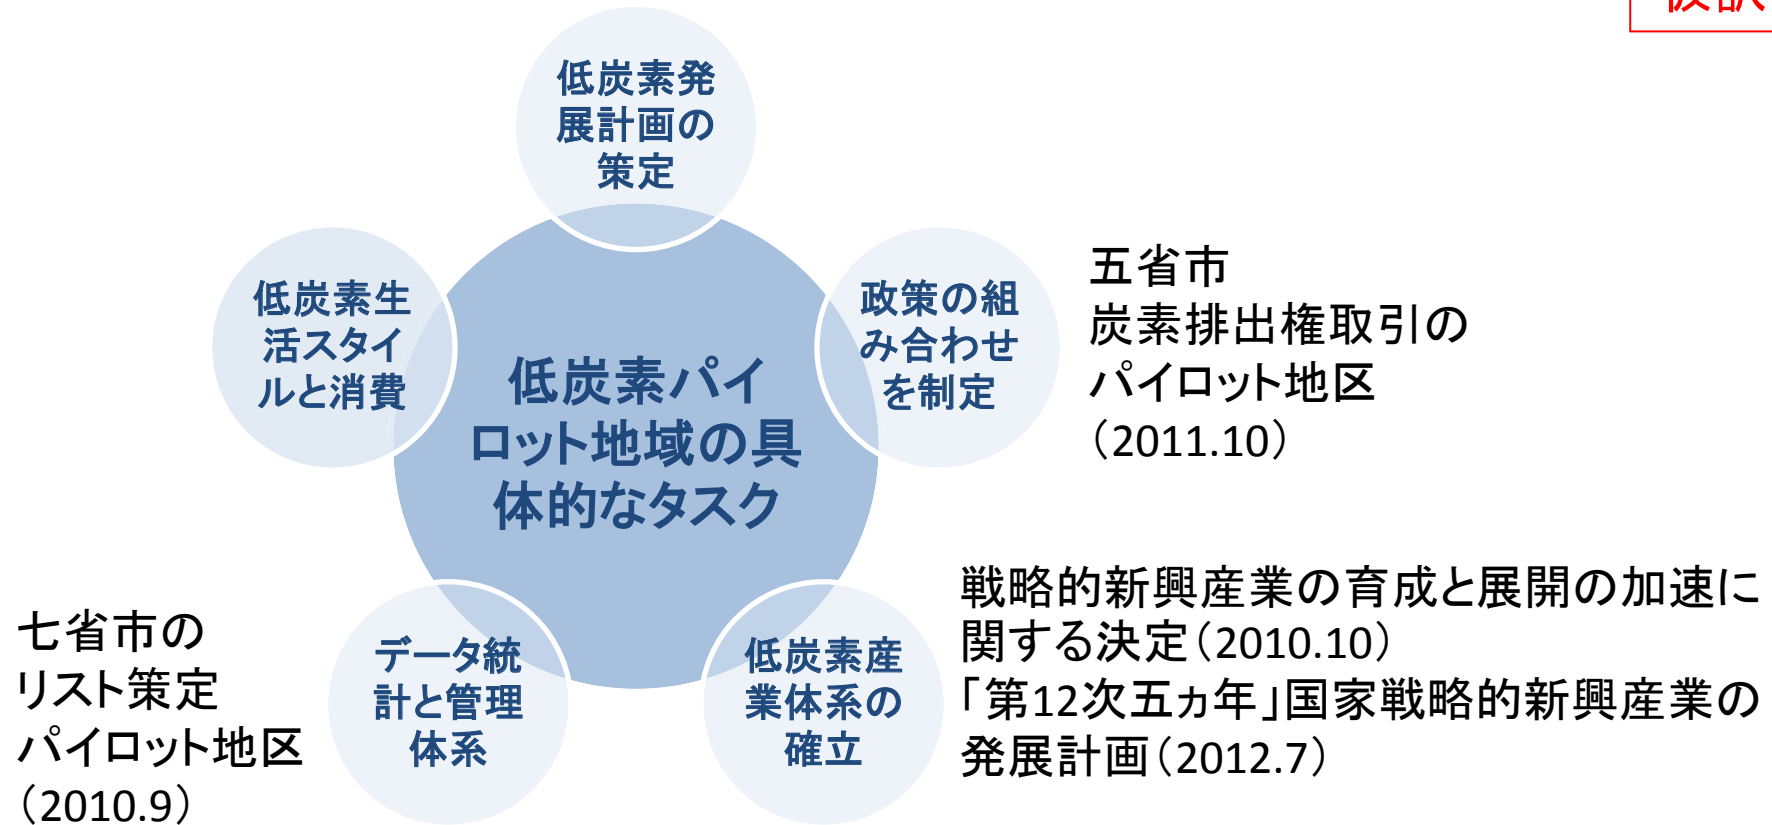 仮訳
低炭素発
展計画の
策定
低炭素生
活スタイ
ルと消費
政策の組
み合わせ
を制定
五省市
炭素排出権取引の
パイロット地区
（2011.10）
低炭素パイ
ロット地域の具
体的なタスク
七省市の
リスト策定
パイロット地区
（2010.9）
データ統
計と管理
体系
低炭素産
業体系の
確立
戦略的新興産業の育成と展開の加速に
関する決定（2010.10）
「第12次五ヵ年」国家戦略的新興産業の
発展計画（2012.7）